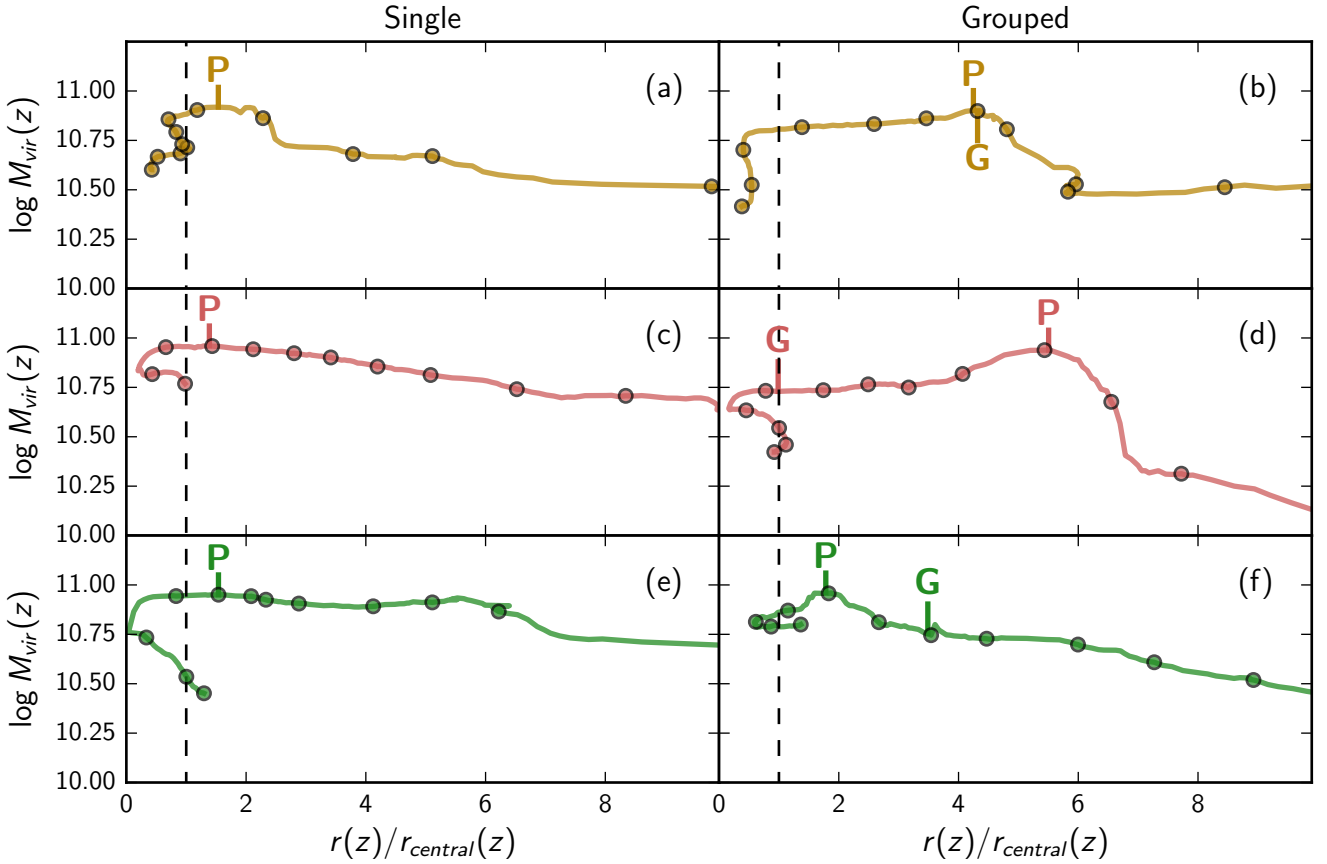 Single Grouped
P (a) P (b)
G
11.00
10.75
10.50
10.25
10.00
log M_vir(z)
P (c) G P (d)
11.00
10.75
10.50
10.25
10.00
log M_vir(z)
P (e) P G (f)
11.00
10.75
10.50
10.25
10.00
log M_vir(z)
0 2 4 6 0 2 4 6 8
r(z)/r_central(z) r(z)/r_central(z)